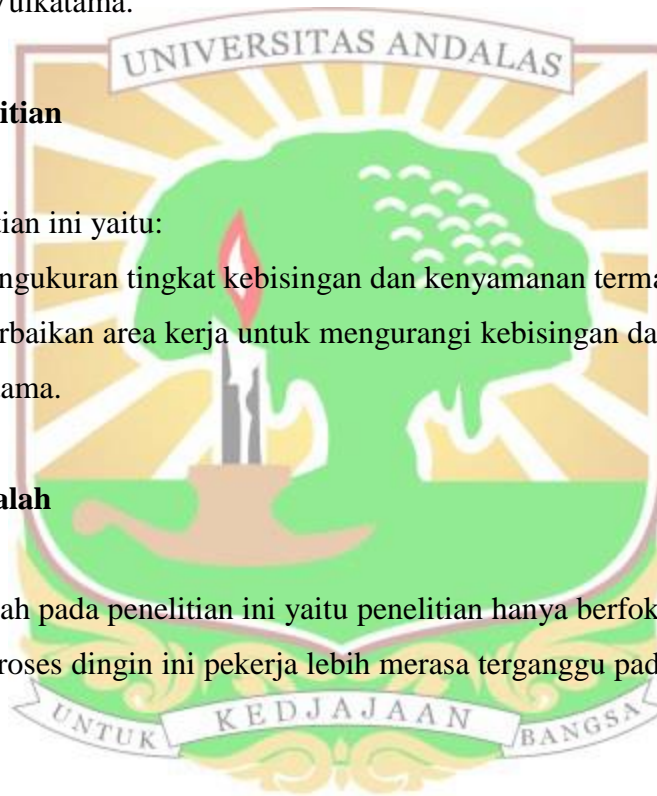 UNIVERSITAS ANDALAS
itian
tian ini yaitu:
ngukuran tingkat kebisingan dan kenyamanan terma
rbaikan area kerja untuk mengurangi kebisingan da
ama.
alah
lah pada penelitian ini yaitu penelitian hanya berfok
roses dingin ini pekerja lebih merasa terganggu pad
UNTUK KEDJAJAAN BANGSA